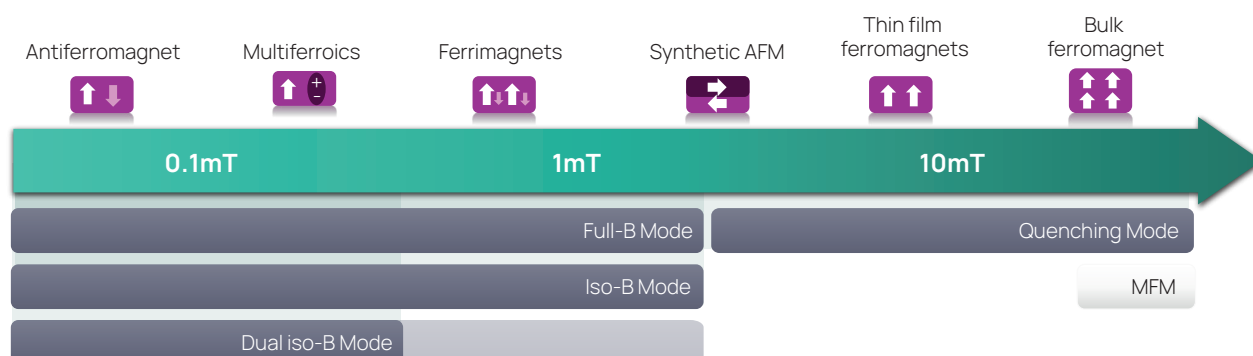 Antiferromagnet
Multiferroics
Ferrimagnets
Synthetic AFM
Thin film
ferromagnets
Bulk
ferromagnet
+
−
0.1mT
1mT
10mT
Full-B Mode
Quenching Mode
Iso-B Mode
MFM
Dual iso-B Mode